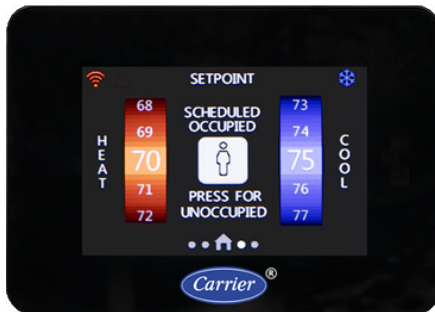 SETPOINT
HEAT
68
69
70
71
72
SCHEDULED
OCCUPIED
PRESS FOR
UNOCCUPIED
73
74
75
76
77
COOL
Carrier®